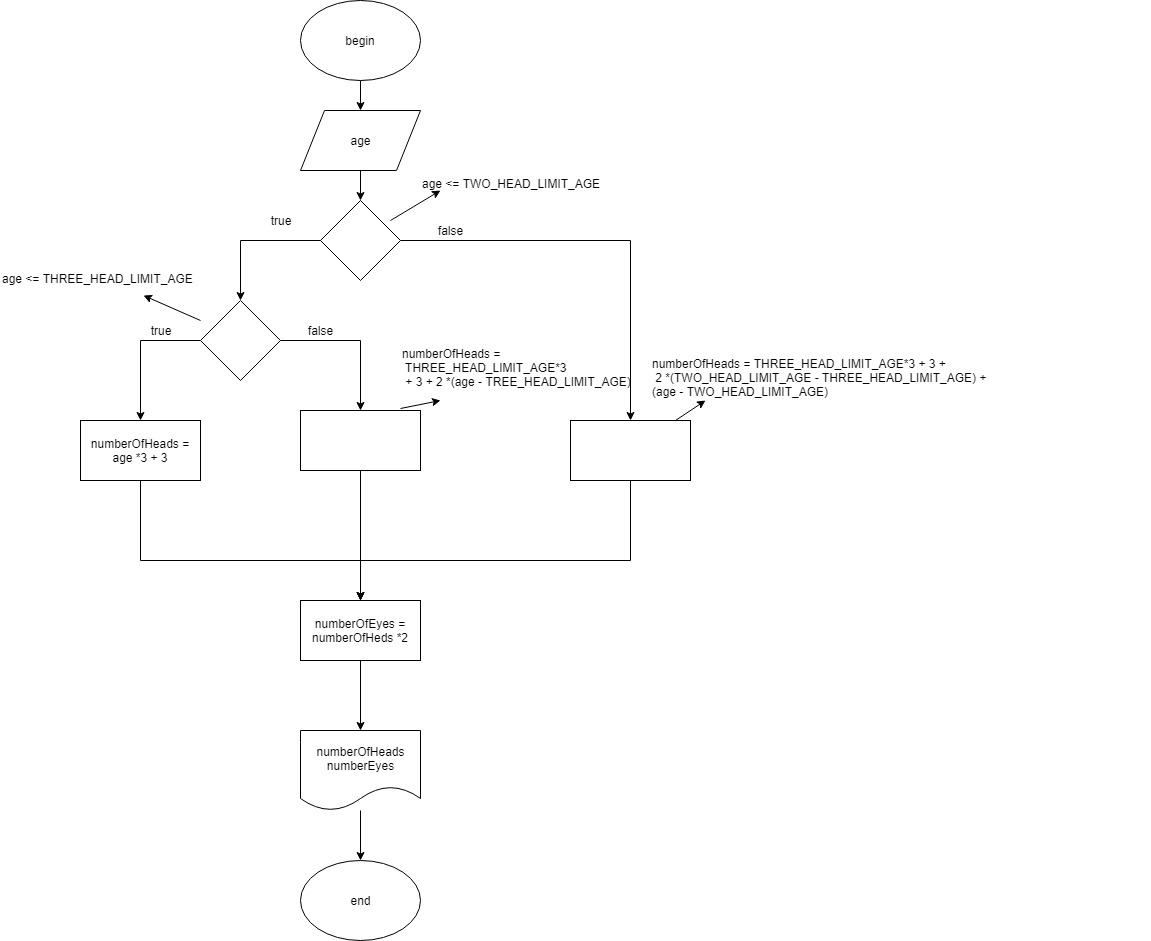 begin
age
age <= TWO_HEAD_LIMIT_AGE
true
false
age <= THREE_HEAD_LIMIT_AGE
true
false
numberOfHeads =
THREE_HEAD_LIMIT_AGE*3
+ 3 + 2 *(age - TREE_HEAD_LIMIT_AGE)
numberOfHeads = THREE_HEAD_LIMIT_AGE*3 + 3 +
2 *(TWO_HEAD_LIMIT_AGE - THREE_HEAD_LIMIT_AGE) +
(age - TWO_HEAD_LIMIT_AGE)
numberOfHeads =
age *3 + 3
numberOfEyes =
numberOfHeds *2
numberOfHeads
numberEyes
end